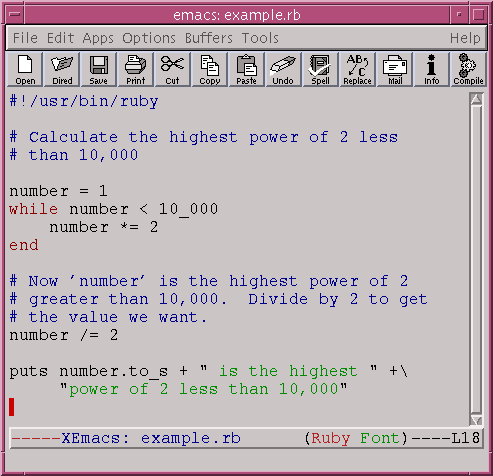 emacs: example.rb
File Edit Apps Options Buffers Tools Help
Open Dired Save Print Cut Copy Paste Undo Spell Replace Mail Info Compile
#!/usr/bin/ruby
# Calculate the highest power of 2 less
# than 10,000
number = 1
while number < 10_000
    number *= 2
end
# Now ’number’ is the highest power of 2
# greater than 10,000.  Divide by 2 to get
# the value we want.
number /= 2
puts number.to_s + " is the highest " +\
     "power of 2 less than 10,000"
-----XEmacs: example.rb      (Ruby Font)----L18